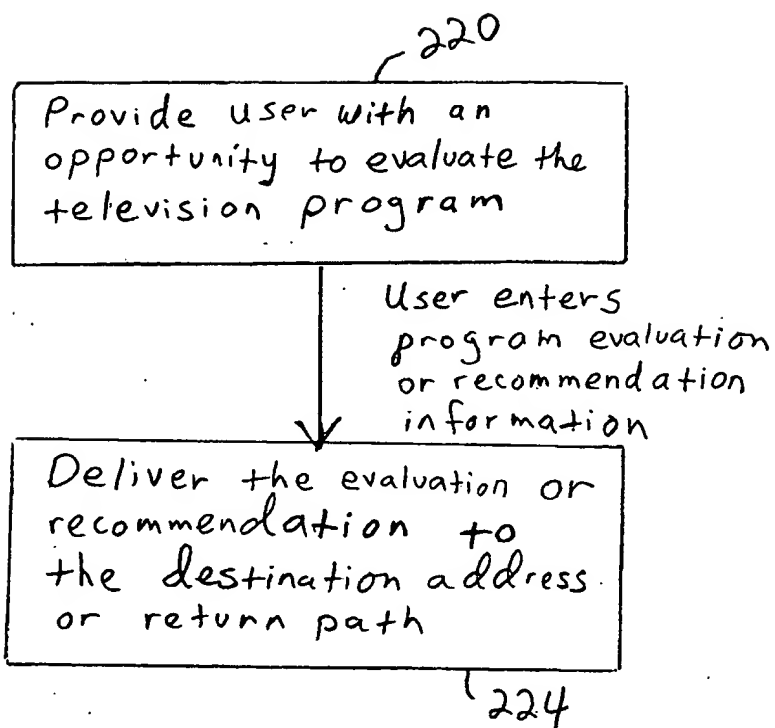 220
Provide user with an
opportunity to evaluate the
television program
User enters
program evaluation
or recommendation
information
Deliver the evaluation or
recommendation to
the destination address
or return path
224